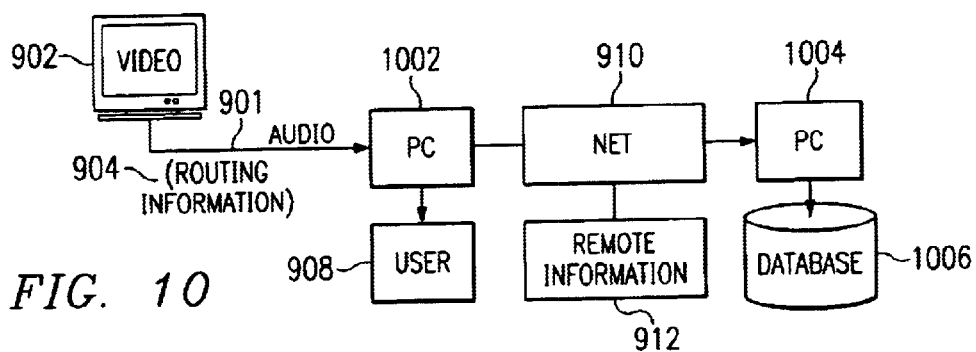 902
VIDEO
901
AUDIO
904
(ROUTING
INFORMATION)
1002
PC
908
USER
910
NET
REMOTE
INFORMATION
912
1004
PC
DATABASE
1006
FIG. 10